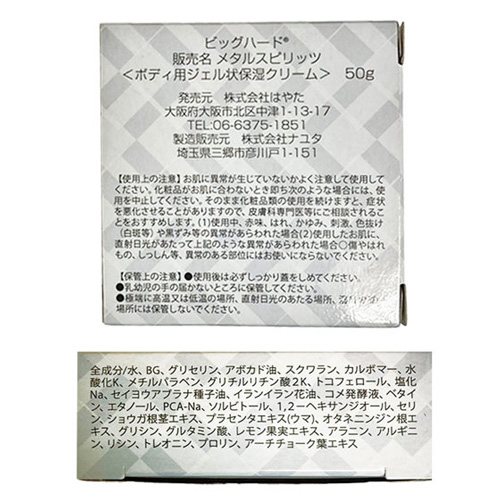 ビッグハード®
販売名 メタルスピリッツ
＜ボディ用ジェル状保湿クリーム＞ 50g
発売元 株式会社はやた
大阪府大阪市北区中津1-13-17
TEL:06-6375-1851
製造販売元 株式会社ナユタ
埼玉県三郷市彦川戸1-151
【使用上の注意】お肌に異常が生じていないかよく注意して使用して
ください。化粧品がお肌に合わないとき即ち次のような場合には、使
用を中止してください。そのまま化粧品類の使用を続けますと、症状
を悪化させることがありますので、皮膚科専門医等にご相談されること
をおすすめします。(1)使用中、赤味、はれ、かゆみ、刺激、色抜け
(白斑等)や黒ずみ等の異常があらわれた場合(2)使用したお肌に、
直射日光があたって上記のような異常があらわれた場合〇傷やはれ
もの、しっしん等、異常のある部位にはお使いにならないでください。
【保管上の注意】●使用後は必ずしっかり蓋をしめてください。
●乳幼児の手の届かないところに保管してください。
●極端に高温又は低温の場所、直射日光のあたる場所、
には保管しないでください。
全成分/水、BG、グリセリン、アボカド油、スクワラン、カルボマー、水
酸化K、メチルパラベン、グリチルリチン酸２K、トコフェロール、塩化
Na、セイヨウアブラナ種子油、イランイラン花油、コメ発酵液、ベタイ
ン、エタノール、PCA-Na、ソルビトール、1,2－ヘキサンジオール、セリ
ン、ショウガ根茎エキス、プラセンタエキス(ウマ)、オタネニンジン根エ
キス、グリシン、グルタミン酸、レモン果実エキス、アラニン、アルギニ
ン、リシン、トレオニン、プロリン、アーチチョーク葉エキス